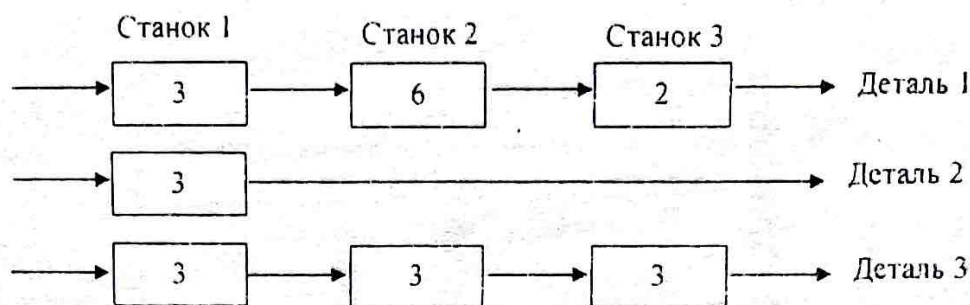 Станок 1 Станок 2 Станок 3
3 6 2 Деталь 1
3 Деталь 2
3 3 3 Деталь 3